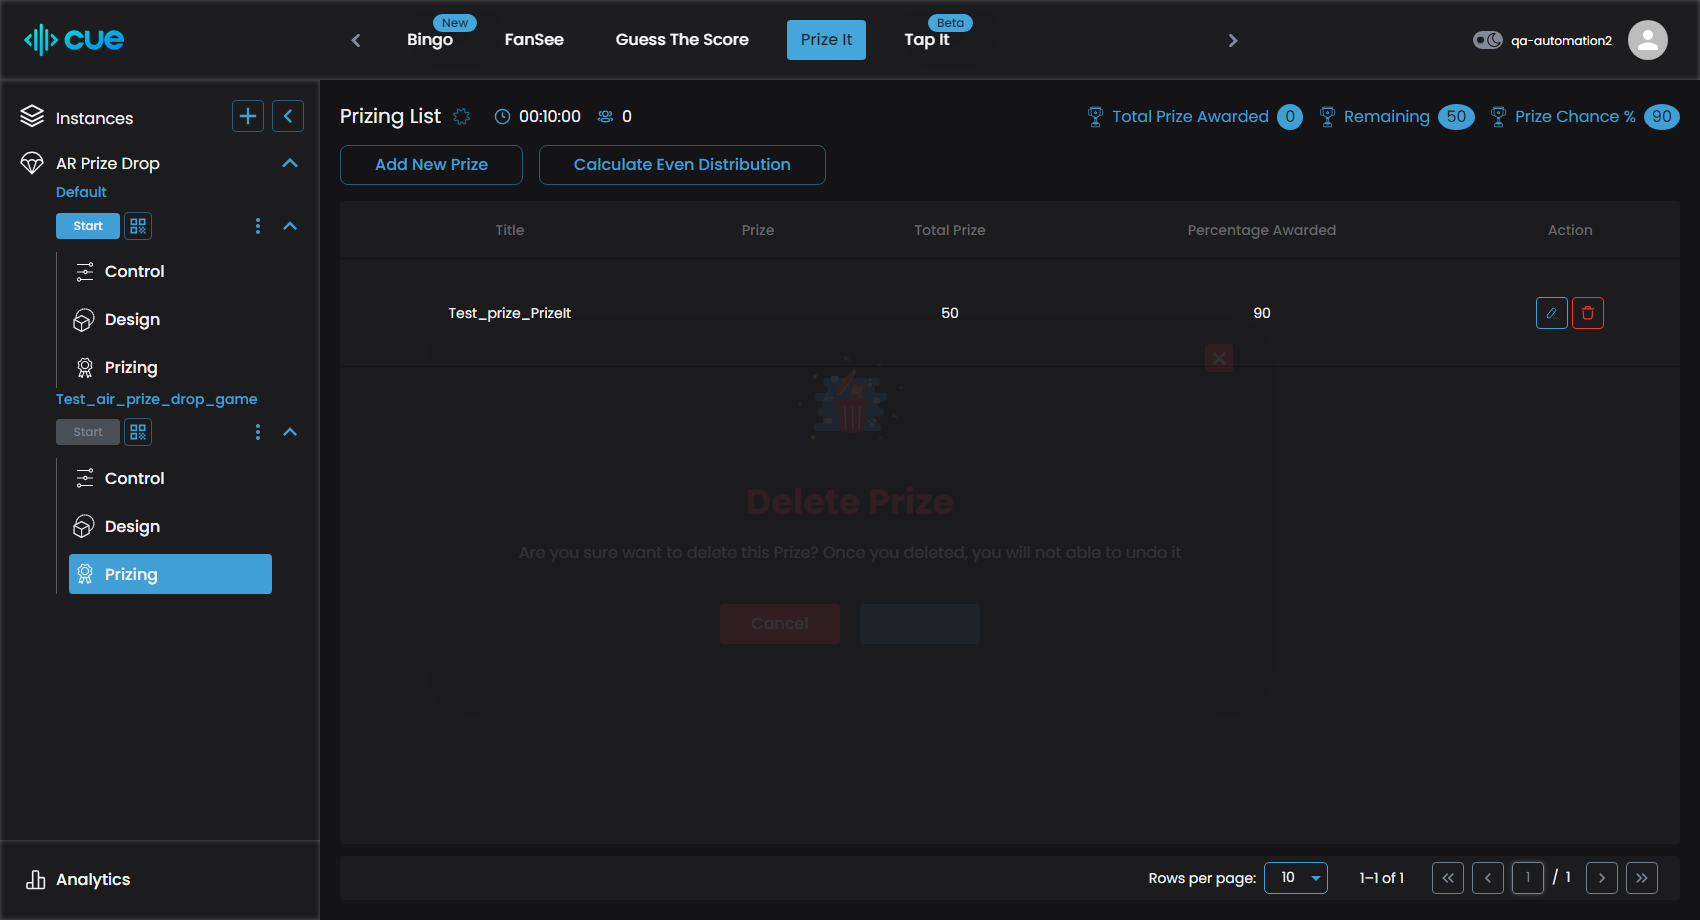 cue
New
Bingo
FanSee
Guess The Score
Prize It
Beta
Tap It
qa-automation2
Instances
AR Prize Drop
Default
Start
Control
Design
Prizing
Test_air_prize_drop_game
Start
Control
Design
Prizing
Analytics
Prizing List
00:10:00
0
Total Prize Awarded 0
Remaining 50
Prize Chance % 90
Add New Prize
Calculate Even Distribution
Title Prize Total Prize Percentage Awarded Action
Test_prize_PrizeIt 50 90
Delete Prize
Are you sure want to delete this Prize? Once you deleted, you will not able to undo it
Cancel
Rows per page: 10 1–1 of 1 1 / 1